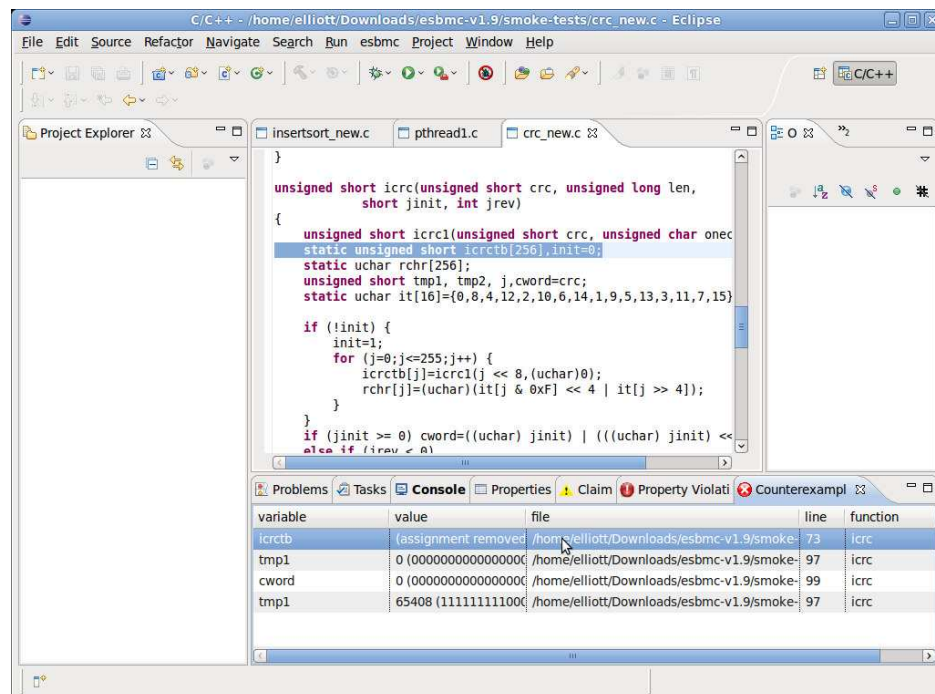 C/C++ - /home/elliott/Downloads/esbmc-v1.9/smoke-tests/crc_new.c - Eclipse
File Edit Source Refactor Navigate Search Run esbmc Project Window Help
C/C++
Project Explorer
insertsort_new.c pthread1.c crc_new.c
O »2
}
unsigned short icrc(unsigned short crc, unsigned long len,
short jinit, int jrev)
{
unsigned short icrc1(unsigned short crc, unsigned char onec
static unsigned short icrctb[256],init=0;
static uchar rchr[256];
unsigned short tmp1, tmp2, j,cword=crc;
static uchar it[16]={0,8,4,12,2,10,6,14,1,9,5,13,3,11,7,15}
if (!init) {
init=1;
for (j=0;j<=255;j++) {
icrctb[j]=icrc1(j << 8,(uchar)0);
rchr[j]=(uchar)(it[j & 0xF] << 4 | it[j >> 4]);
}
}
if (jinit >= 0) cword=((uchar) jinit) | (((uchar) jinit) <<
else if (jrev < 0)
Problems Tasks Console Properties Claim Property Violati Counterexampl
variable value file line function
icrctb (assignment removed /home/elliott/Downloads/esbmc-v1.9/smoke- 73 icrc
tmp1 0 (0000000000000000 /home/elliott/Downloads/esbmc-v1.9/smoke- 97 icrc
cword 0 (0000000000000000 /home/elliott/Downloads/esbmc-v1.9/smoke- 99 icrc
tmp1 65408 (11111111000 /home/elliott/Downloads/esbmc-v1.9/smoke- 97 icrc